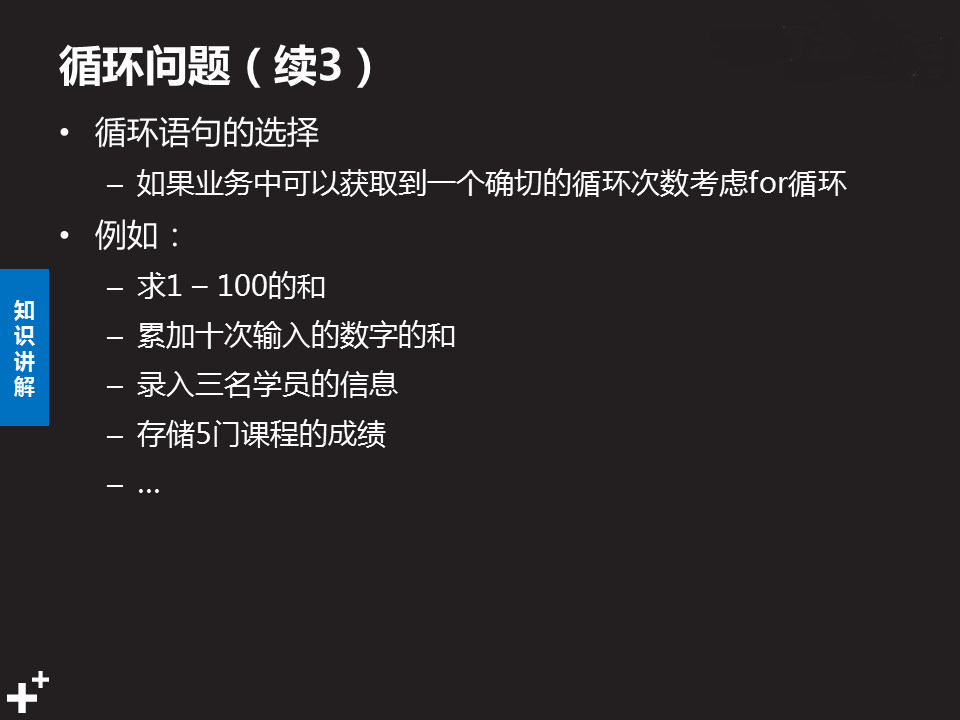 循环问题（续3）
• 循环语句的选择
– 如果业务中可以获取到一个确切的循环次数考虑for循环
• 例如：
– 求1 – 100的和
– 累加十次输入的数字的和
– 录入三名学员的信息
– 存储5门课程的成绩
– ...
知
识
讲
解